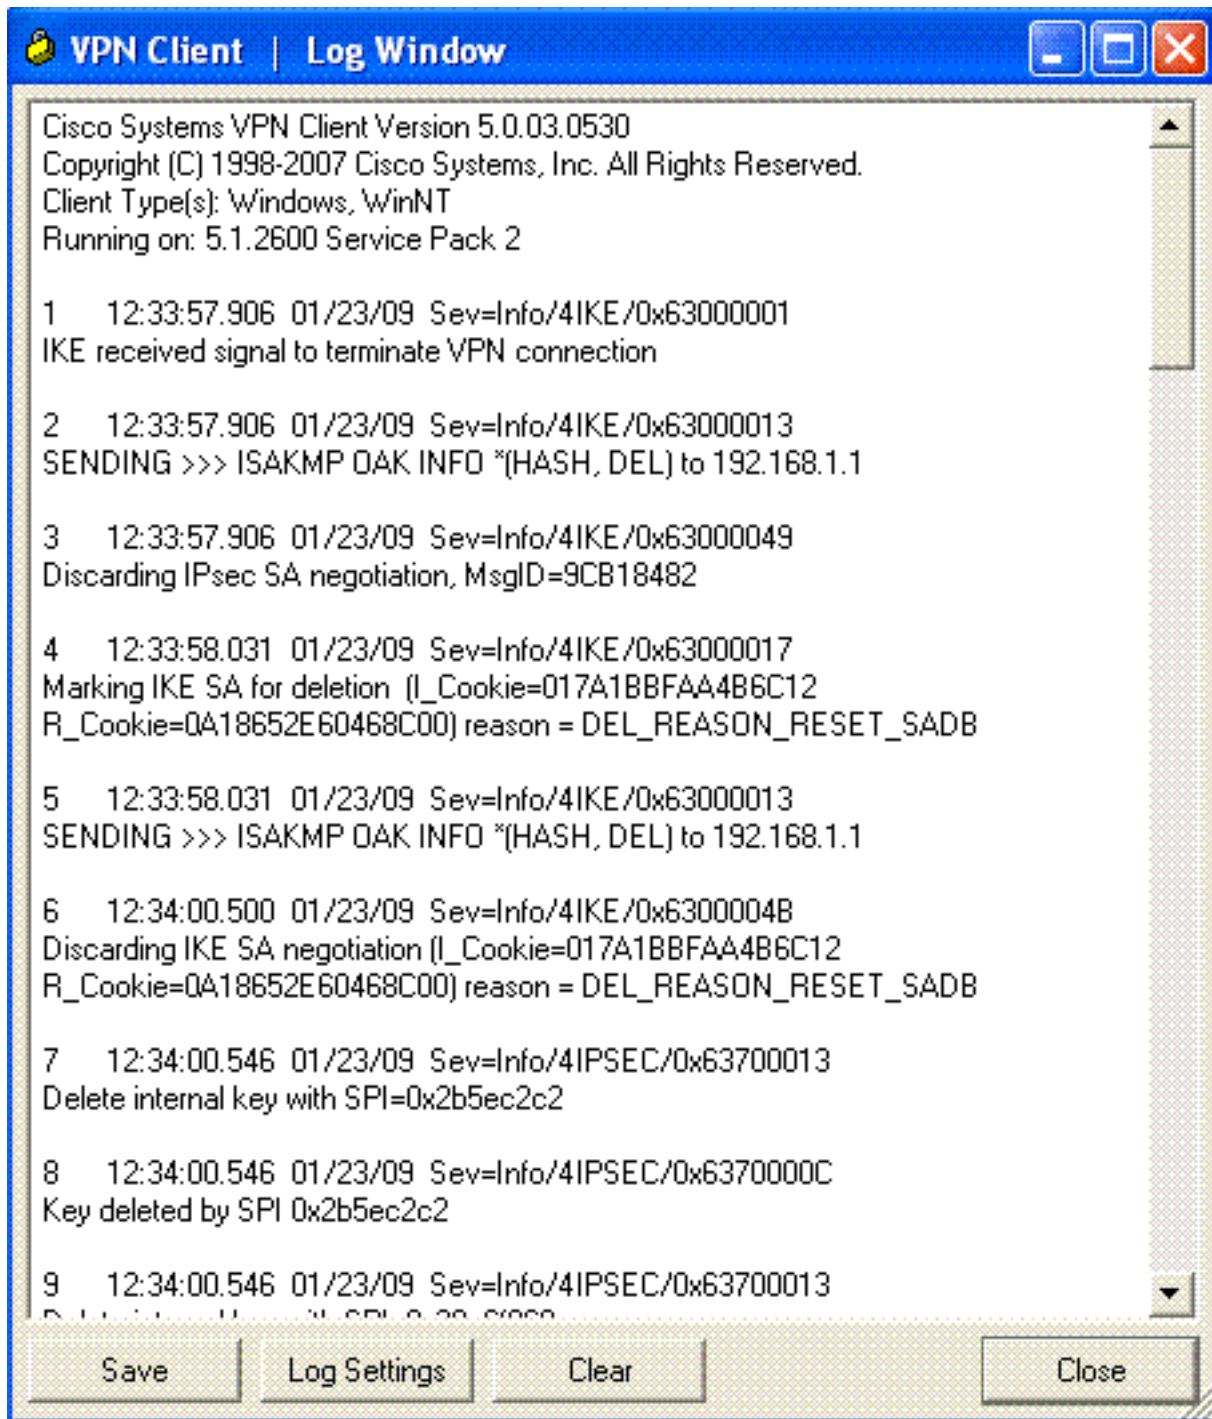 VPN Client | Log Window
Cisco Systems VPN Client Version 5.0.03.0530
Copyright (C) 1998-2007 Cisco Systems, Inc. All Rights Reserved.
Client Type(s): Windows, WinNT
Running on: 5.1.2600 Service Pack 2
1 12:33:57.906 01/23/09 Sev=Info/4IKE/0x63000001
IKE received signal to terminate VPN connection
2 12:33:57.906 01/23/09 Sev=Info/4IKE/0x63000013
SENDING >>> ISAKMP OAK INFO *(HASH, DEL) to 192.168.1.1
3 12:33:57.906 01/23/09 Sev=Info/4IKE/0x63000049
Discarding IPsec SA negotiation, MsgID=9CB18482
4 12:33:58.031 01/23/09 Sev=Info/4IKE/0x63000017
Marking IKE SA for deletion (I_Cookie=017A1BBFAA4B6C12
R_Cookie=0A18652E60468C00) reason = DEL_REASON_RESET_SADB
5 12:33:58.031 01/23/09 Sev=Info/4IKE/0x63000013
SENDING >>> ISAKMP OAK INFO *(HASH, DEL) to 192.168.1.1
6 12:34:00.500 01/23/09 Sev=Info/4IKE/0x6300004B
Discarding IKE SA negotiation (I_Cookie=017A1BBFAA4B6C12
R_Cookie=0A18652E60468C00) reason = DEL_REASON_RESET_SADB
7 12:34:00.546 01/23/09 Sev=Info/4IPSEC/0x63700013
Delete internal key with SPI=0x2b5ec2c2
8 12:34:00.546 01/23/09 Sev=Info/4IPSEC/0x6370000C
Key deleted by SPI 0x2b5ec2c2
9 12:34:00.546 01/23/09 Sev=Info/4IPSEC/0x63700013
Save Log Settings Clear Close